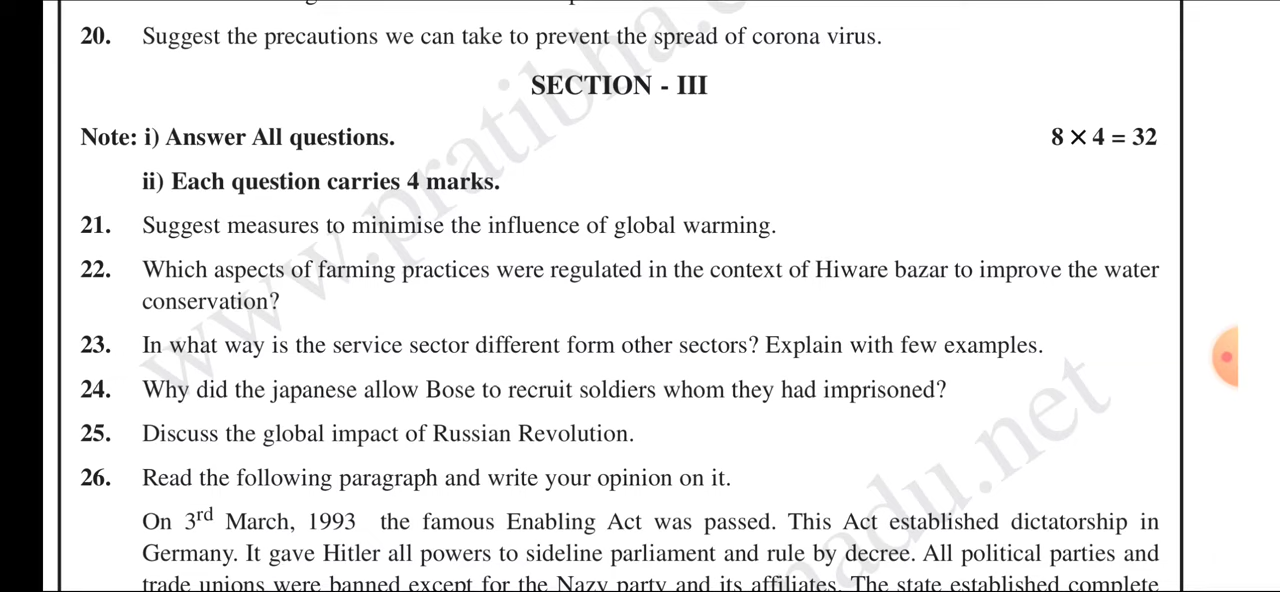 20. Suggest the precautions we can take to prevent the spread of corona virus.
SECTION - III
Note: i) Answer All questions. 8 × 4 = 32
ii) Each question carries 4 marks.
21. Suggest measures to minimise the influence of global warming.
22. Which aspects of farming practices were regulated in the context of Hiware bazar to improve the water
conservation?
23. In what way is the service sector different form other sectors? Explain with few examples.
24. Why did the japanese allow Bose to recruit soldiers whom they had imprisoned?
25. Discuss the global impact of Russian Revolution.
26. Read the following paragraph and write your opinion on it.
On 3rd March, 1993 the famous Enabling Act was passed. This Act established dictatorship in
Germany. It gave Hitler all powers to sideline parliament and rule by decree. All political parties and
trade unions were banned except for the Nazy party and its affiliates. The state established complete
www.pratibha.
nadu.net